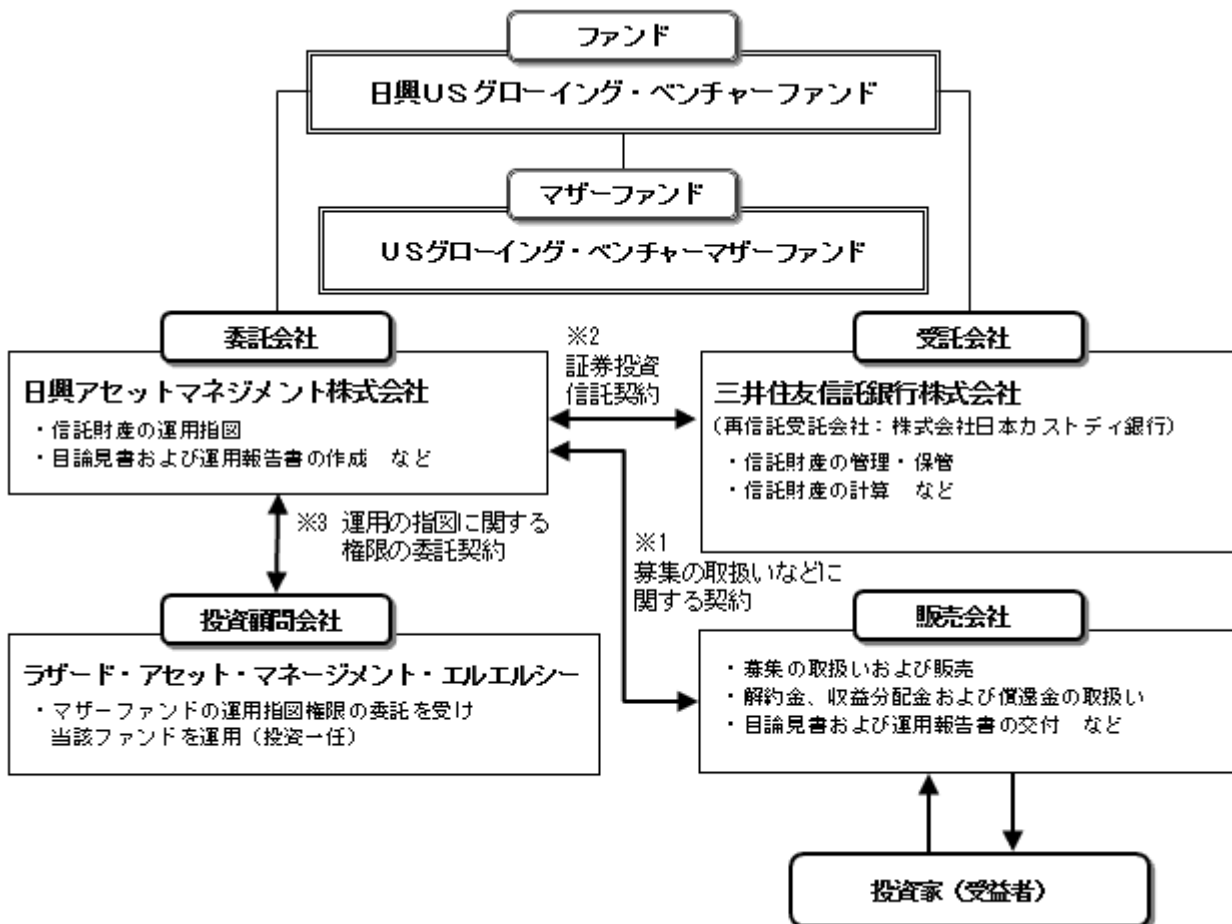 ファンド
日興USグローイング・ベンチャーファンド
マザーファンド
USグローイング・ベンチャーマザーファンド
委託会社
日興アセットマネジメント株式会社
・信託財産の運用指図
・目論見書および運用報告書の作成 など
※2
証券投資
信託契約
受託会社
三井住友信託銀行株式会社
(再信託受託会社：株式会社日本カストディ銀行)
・信託財産の管理・保管
・信託財産の計算 など
※3 運用の指図に関する
権限の委託契約
※1
募集の取扱いなどに
関する契約
投資顧問会社
ラザード・アセット・マネージメント・エルエルシー
・マザーファンドの運用指図権限の委託を受け
当該ファンドを運用（投資一任）
販売会社
・募集の取扱いおよび販売
・解約金、収益分配金および償還金の取扱い
・目論見書および運用報告書の交付 など
投資家（受益者）